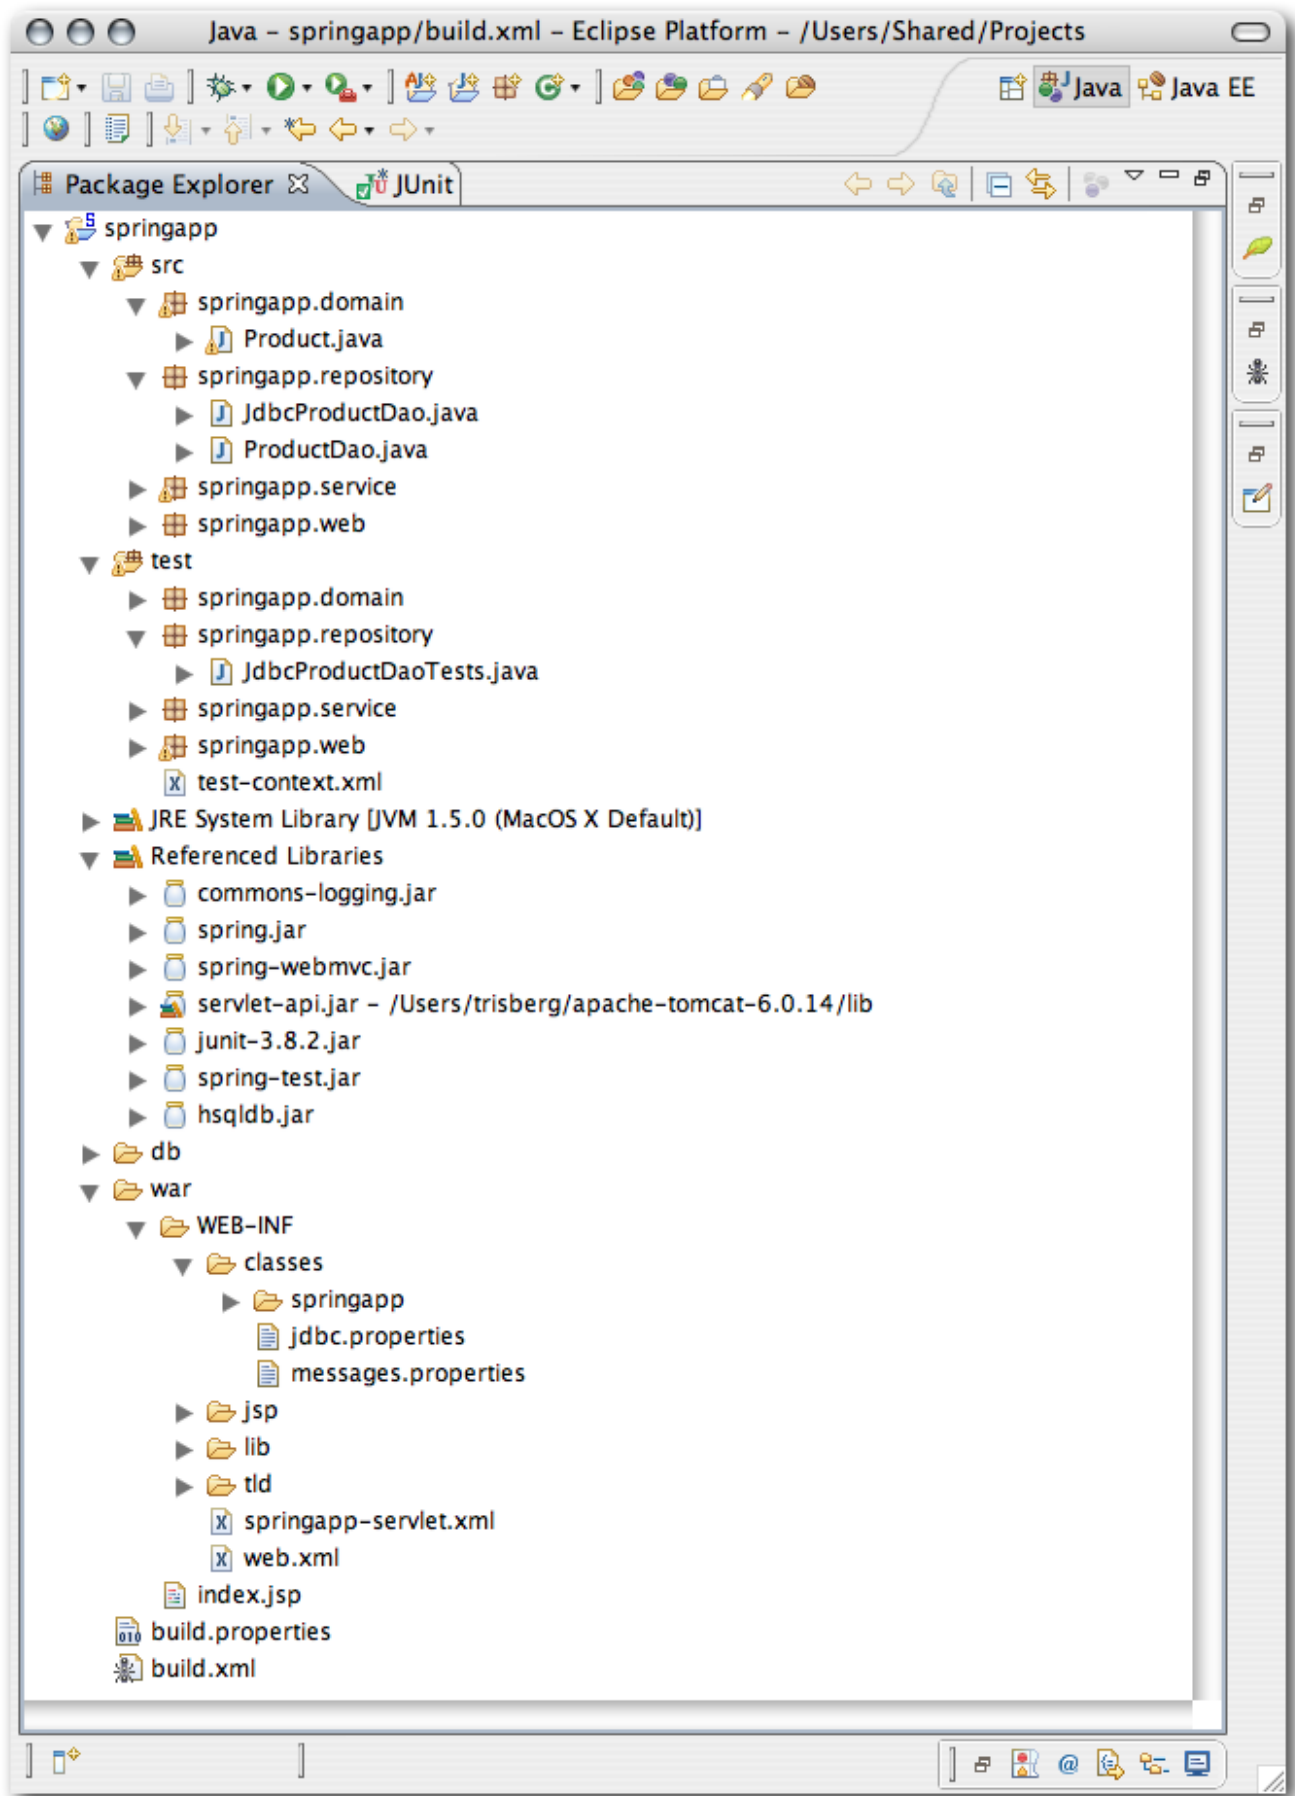 Java – springapp/build.xml – Eclipse Platform – /Users/Shared/Projects
Java Java EE
Package Explorer JUnit
springapp
src
springapp.domain
Product.java
springapp.repository
JdbcProductDao.java
ProductDao.java
springapp.service
springapp.web
test
springapp.domain
springapp.repository
JdbcProductDaoTests.java
springapp.service
springapp.web
test-context.xml
JRE System Library [JVM 1.5.0 (MacOS X Default)]
Referenced Libraries
commons-logging.jar
spring.jar
spring-webmvc.jar
servlet-api.jar – /Users/trisberg/apache-tomcat-6.0.14/lib
junit-3.8.2.jar
spring-test.jar
hsqldb.jar
db
war
WEB-INF
classes
springapp
jdbc.properties
messages.properties
jsp
lib
tld
springapp-servlet.xml
web.xml
index.jsp
build.properties
build.xml